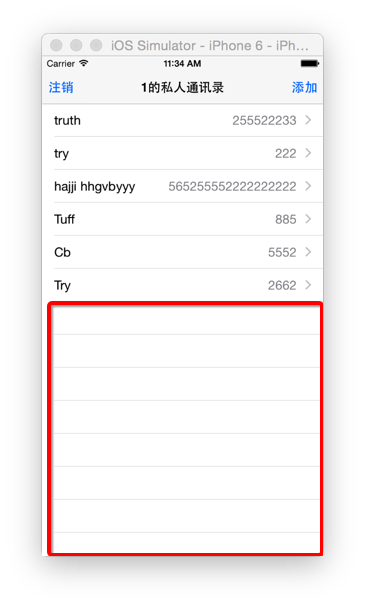 iOS Simulator - iPhone 6 - iPh...
Carrier 11:34 AM
注销 1的私人通讯录 添加
truth 255522233
try 222
hajji hhgvbyyy 565255552222222222
Tuff 885
Cb 5552
Try 2662